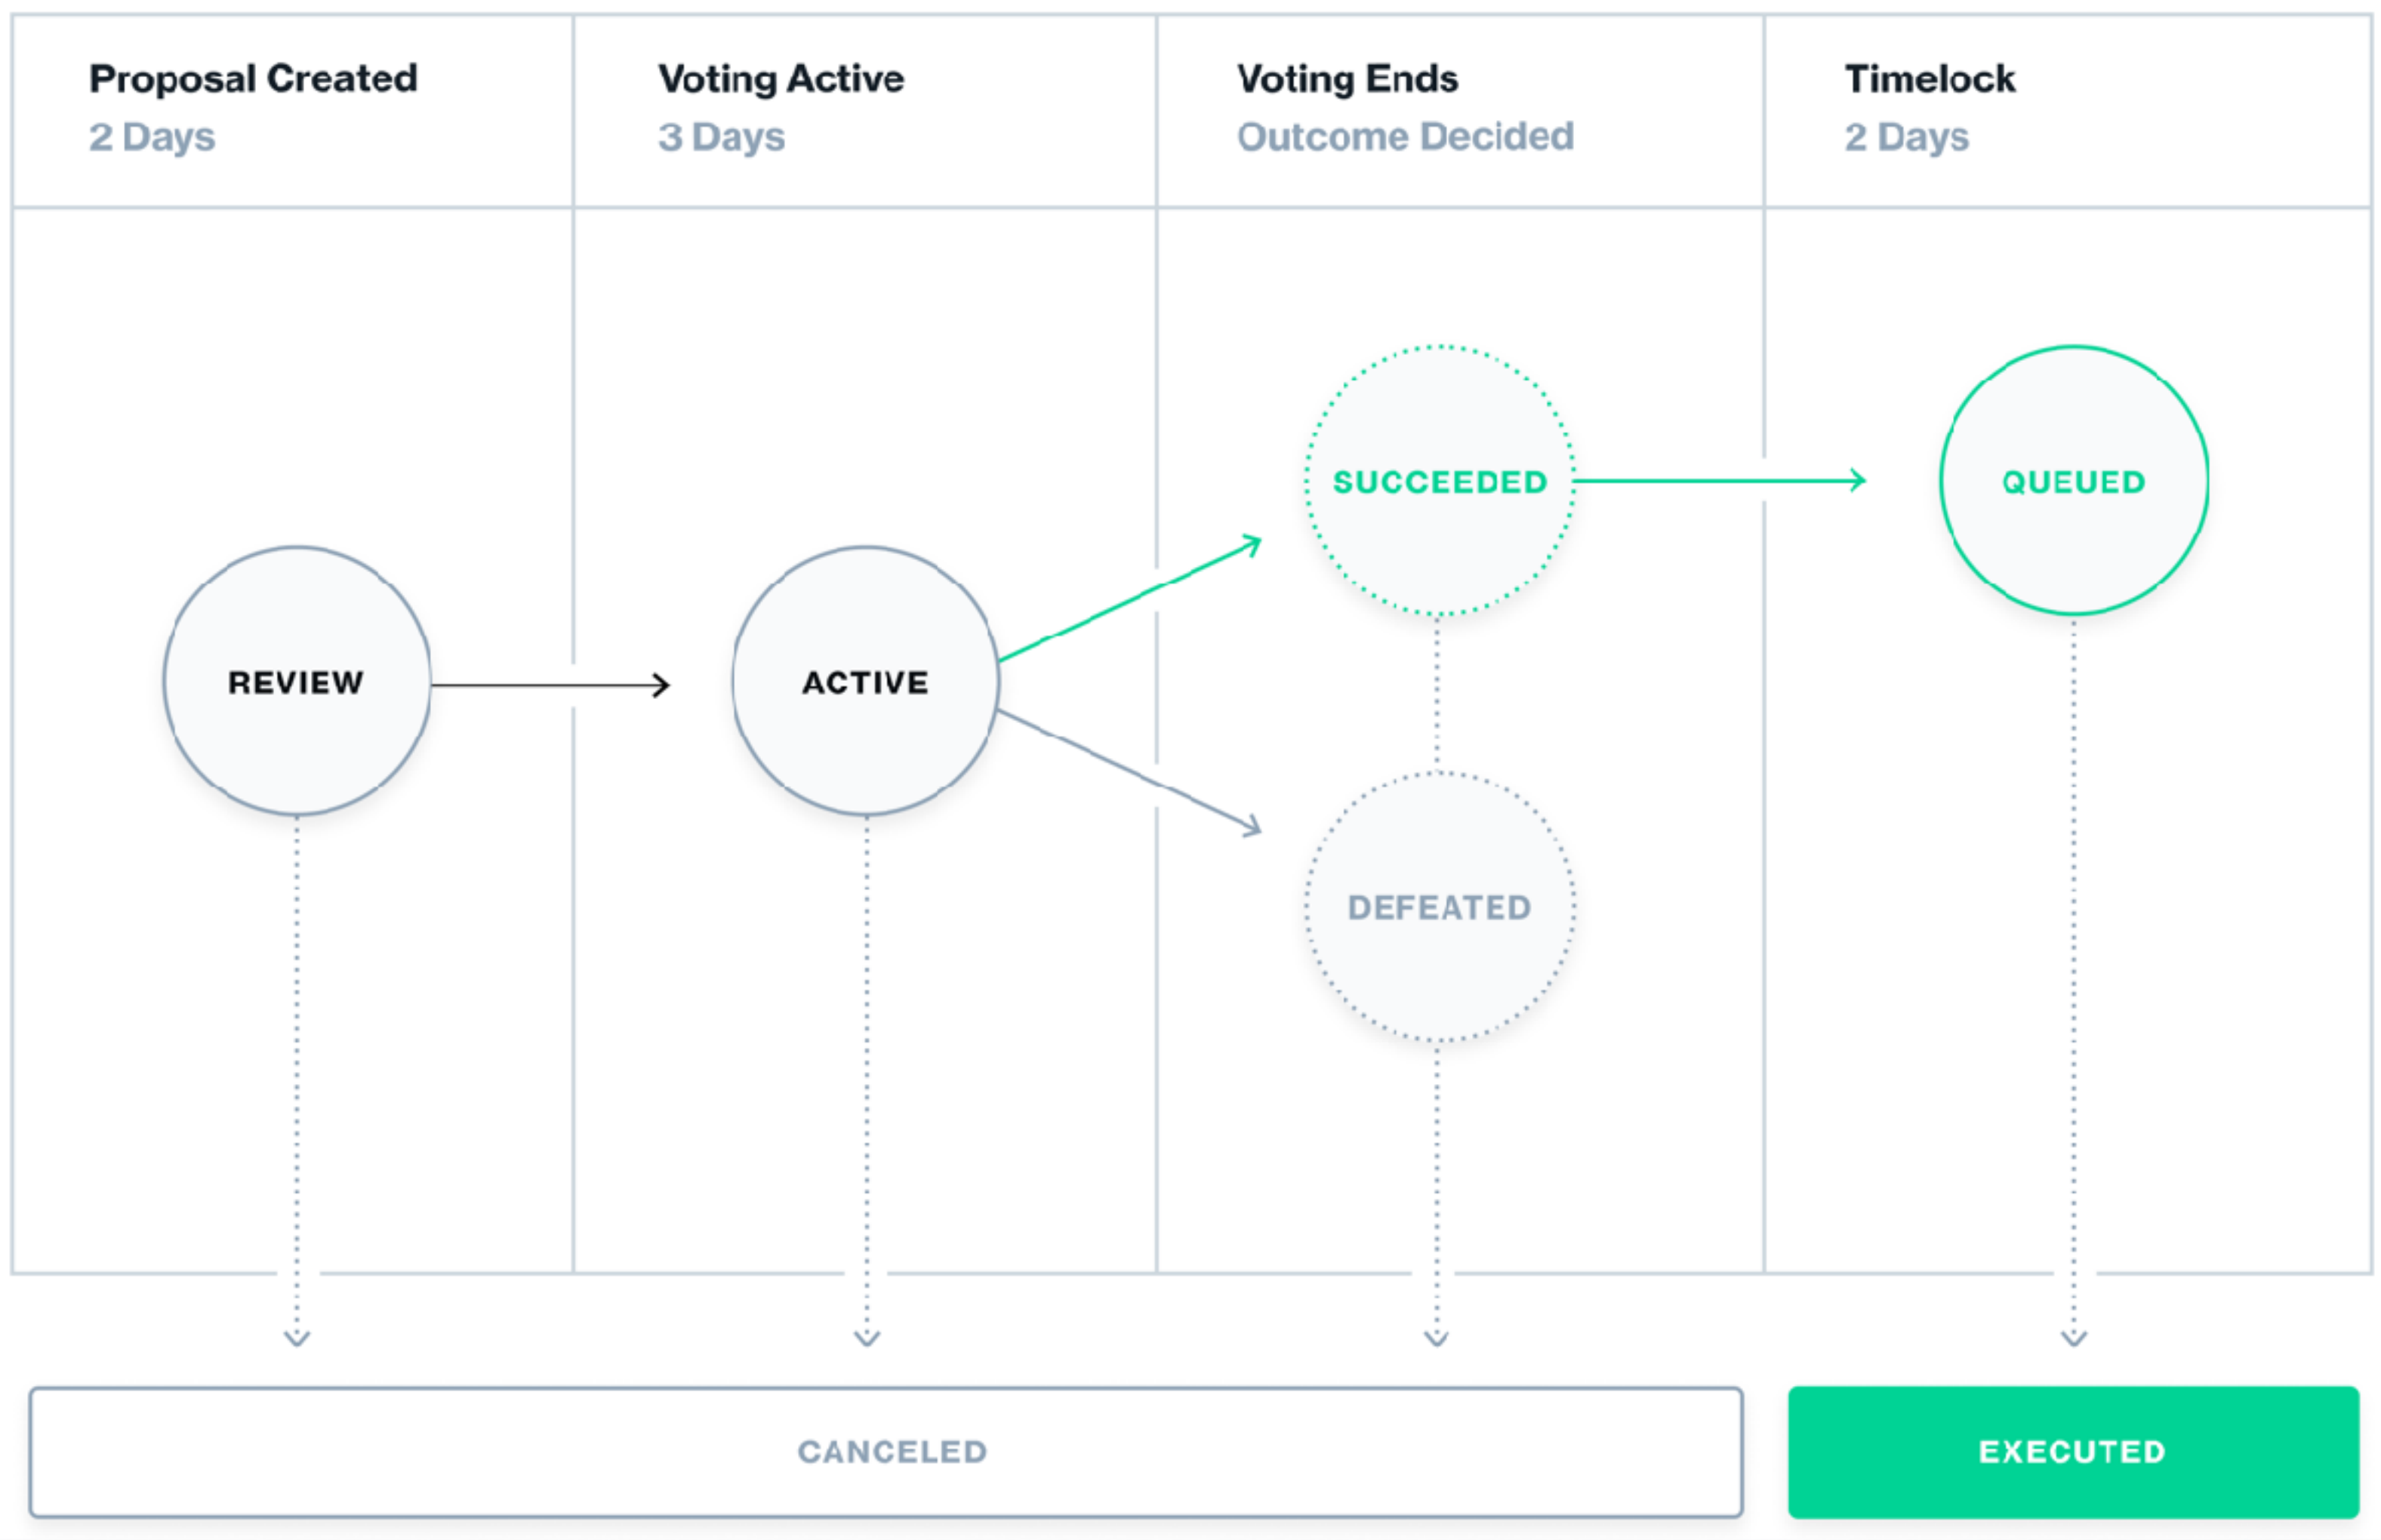 Proposal Created
2 Days
Voting Active
3 Days
Voting Ends
Outcome Decided
Timelock
2 Days
REVIEW
ACTIVE
SUCCEEDED
DEFEATED
QUEUED
CANCELED
EXECUTED